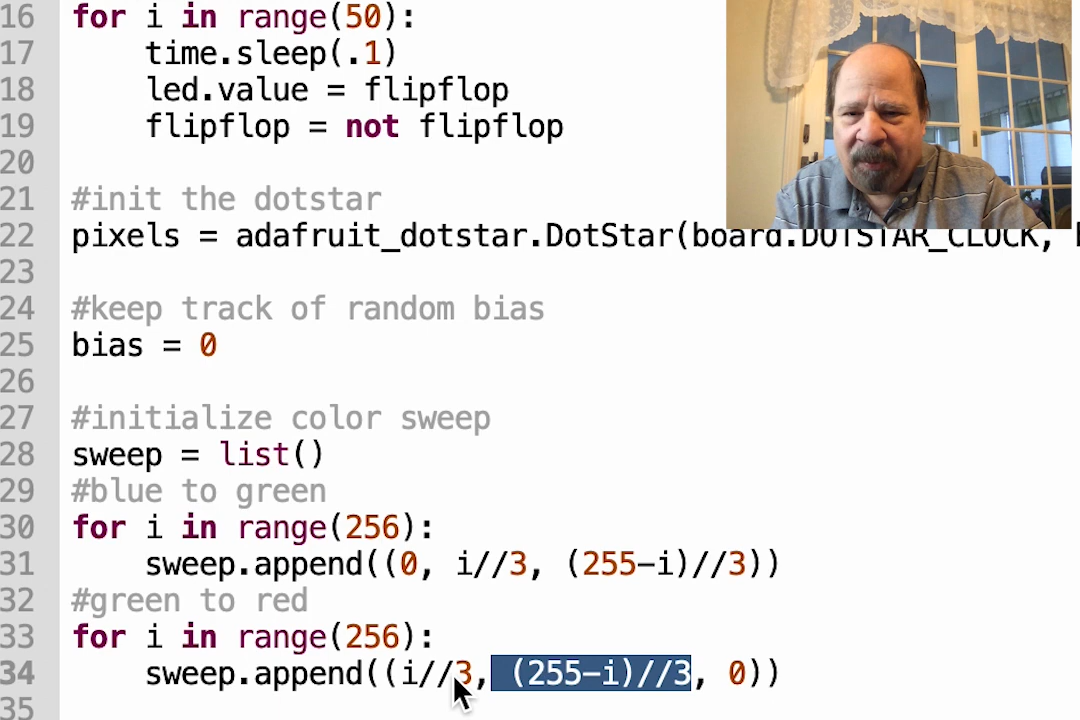 16 for i in range(50):
17 time.sleep(.1)
18 led.value = flipflop
19 flipflop = not flipflop
20
21 #init the dotstar
22 pixels = adafruit_dotstar.DotStar(board.DOTSTAR_CLOCK,
23
24 #keep track of random bias
25 bias = 0
26
27 #initialize color sweep
28 sweep = list()
29 #blue to green
30 for i in range(256):
31 sweep.append((0, i//3, (255-i)//3))
32 #green to red
33 for i in range(256):
34 sweep.append((i//3, (255-i)//3, 0))
35